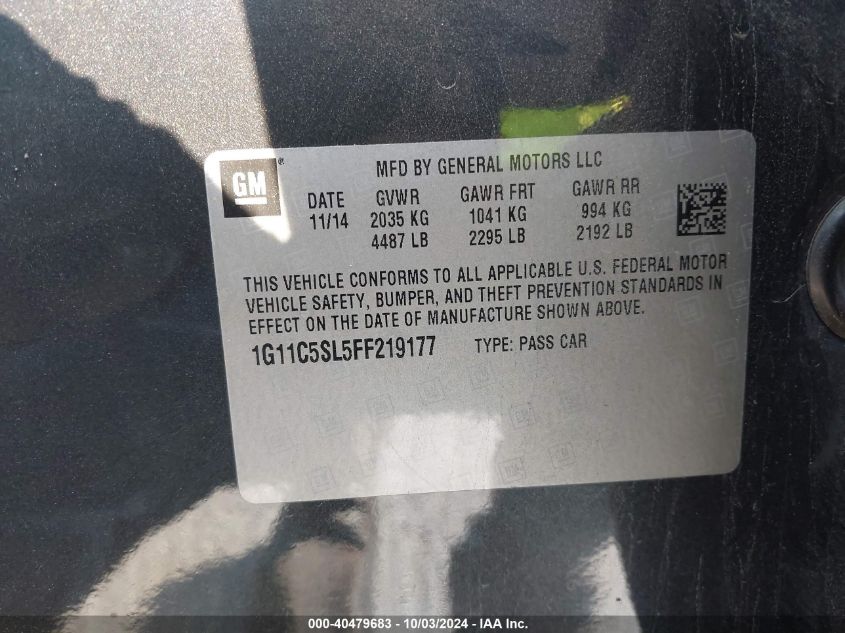 GM®
MFD BY GENERAL MOTORS LLC
DATE GVWR GAWR FRT GAWR RR
11/14 2035 KG 1041 KG 994 KG
4487 LB 2295 LB 2192 LB
THIS VEHICLE CONFORMS TO ALL APPLICABLE U.S. FEDERAL MOTOR
VEHICLE SAFETY, BUMPER, AND THEFT PREVENTION STANDARDS IN
EFFECT ON THE DATE OF MANUFACTURE SHOWN ABOVE.
1G11C5SL5FF219177 TYPE: PASS CAR
000-40479683 - 10/03/2024 - IAA Inc.